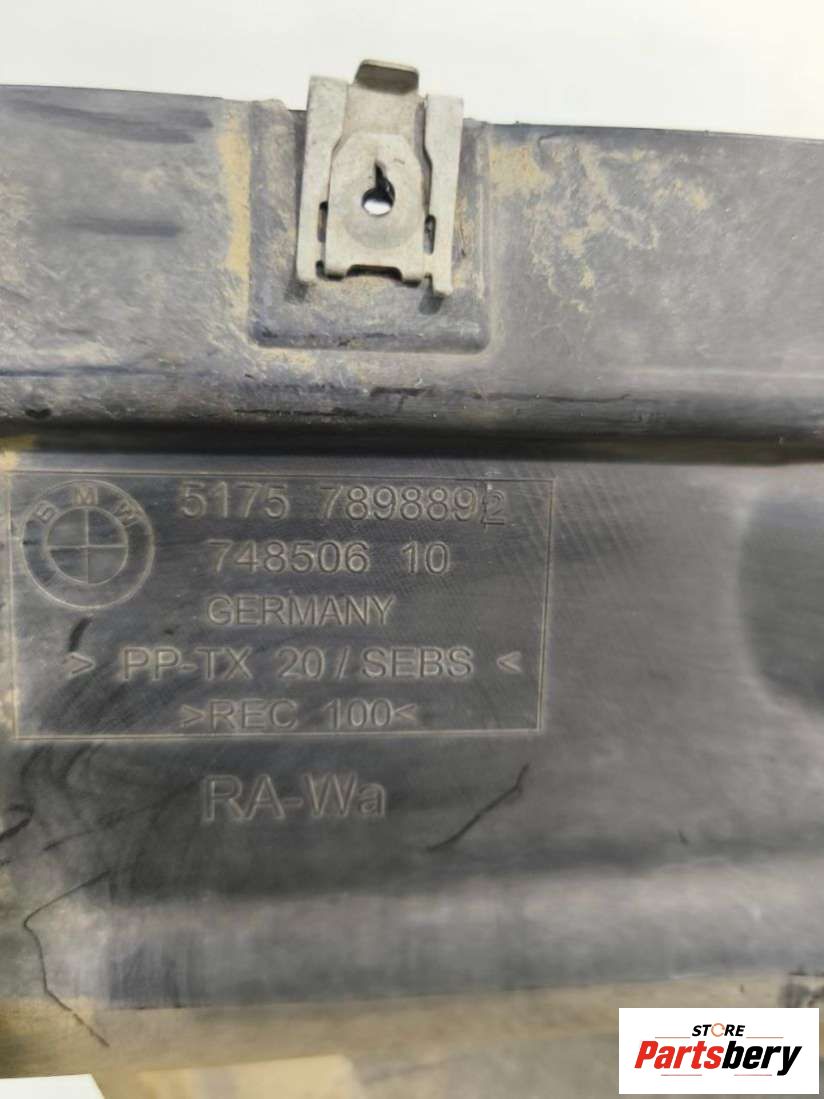 BMW
5175 7898892
748506 10
GERMANY
> PP-TX 20 / SEBS <
>REC 100<
RA-Wa
STORE
Partsbery